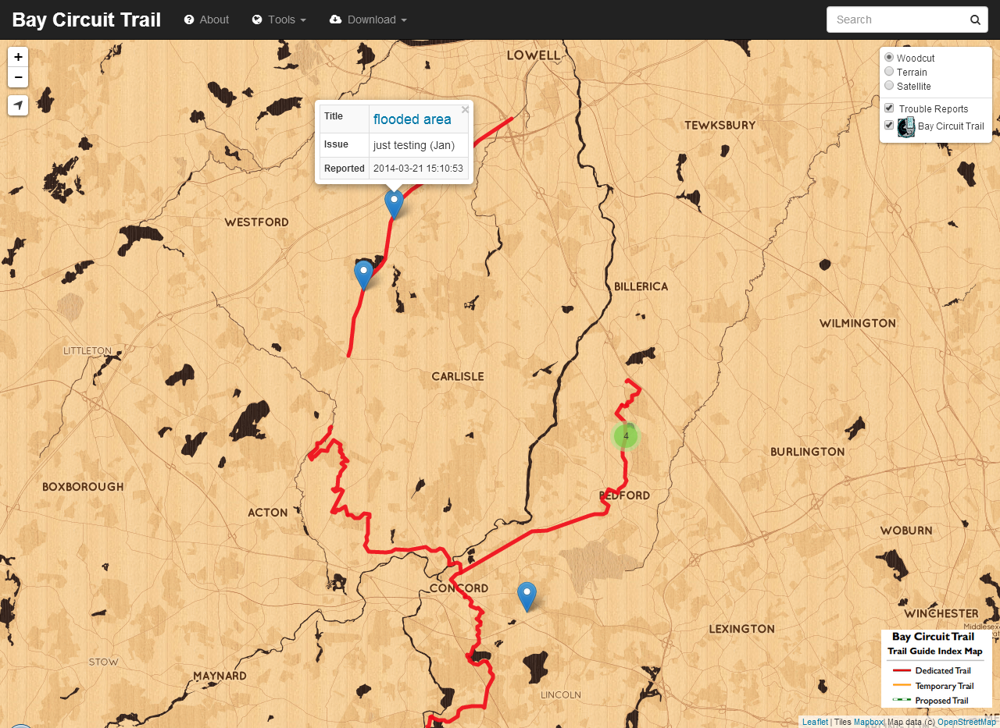 Bay Circuit Trail
About
Tools
Download
Search
+
−
Woodcut
Terrain
Satellite
Trouble Reports
Bay Circuit Trail
LOWELL
TEWKSBURY
Title flooded area ×
Issue just testing (Jan)
Reported 2014-03-21 15:10:53
WESTFORD
BILLERICA
WILMINGTON
LITTLETON
CARLISLE
4
BURLINGTON
BOXBOROUGH
BEDFORD
ACTON
WOBURN
CONCORD
WINCHESTER
LEXINGTON
STOW
MAYNARD
LINCOLN
Bay Circuit Trail
Trail Guide Index Map
Dedicated Trail
Temporary Trail
Proposed Trail
Leaflet | Tiles Mapbox| Map data (c) OpenStreetMap